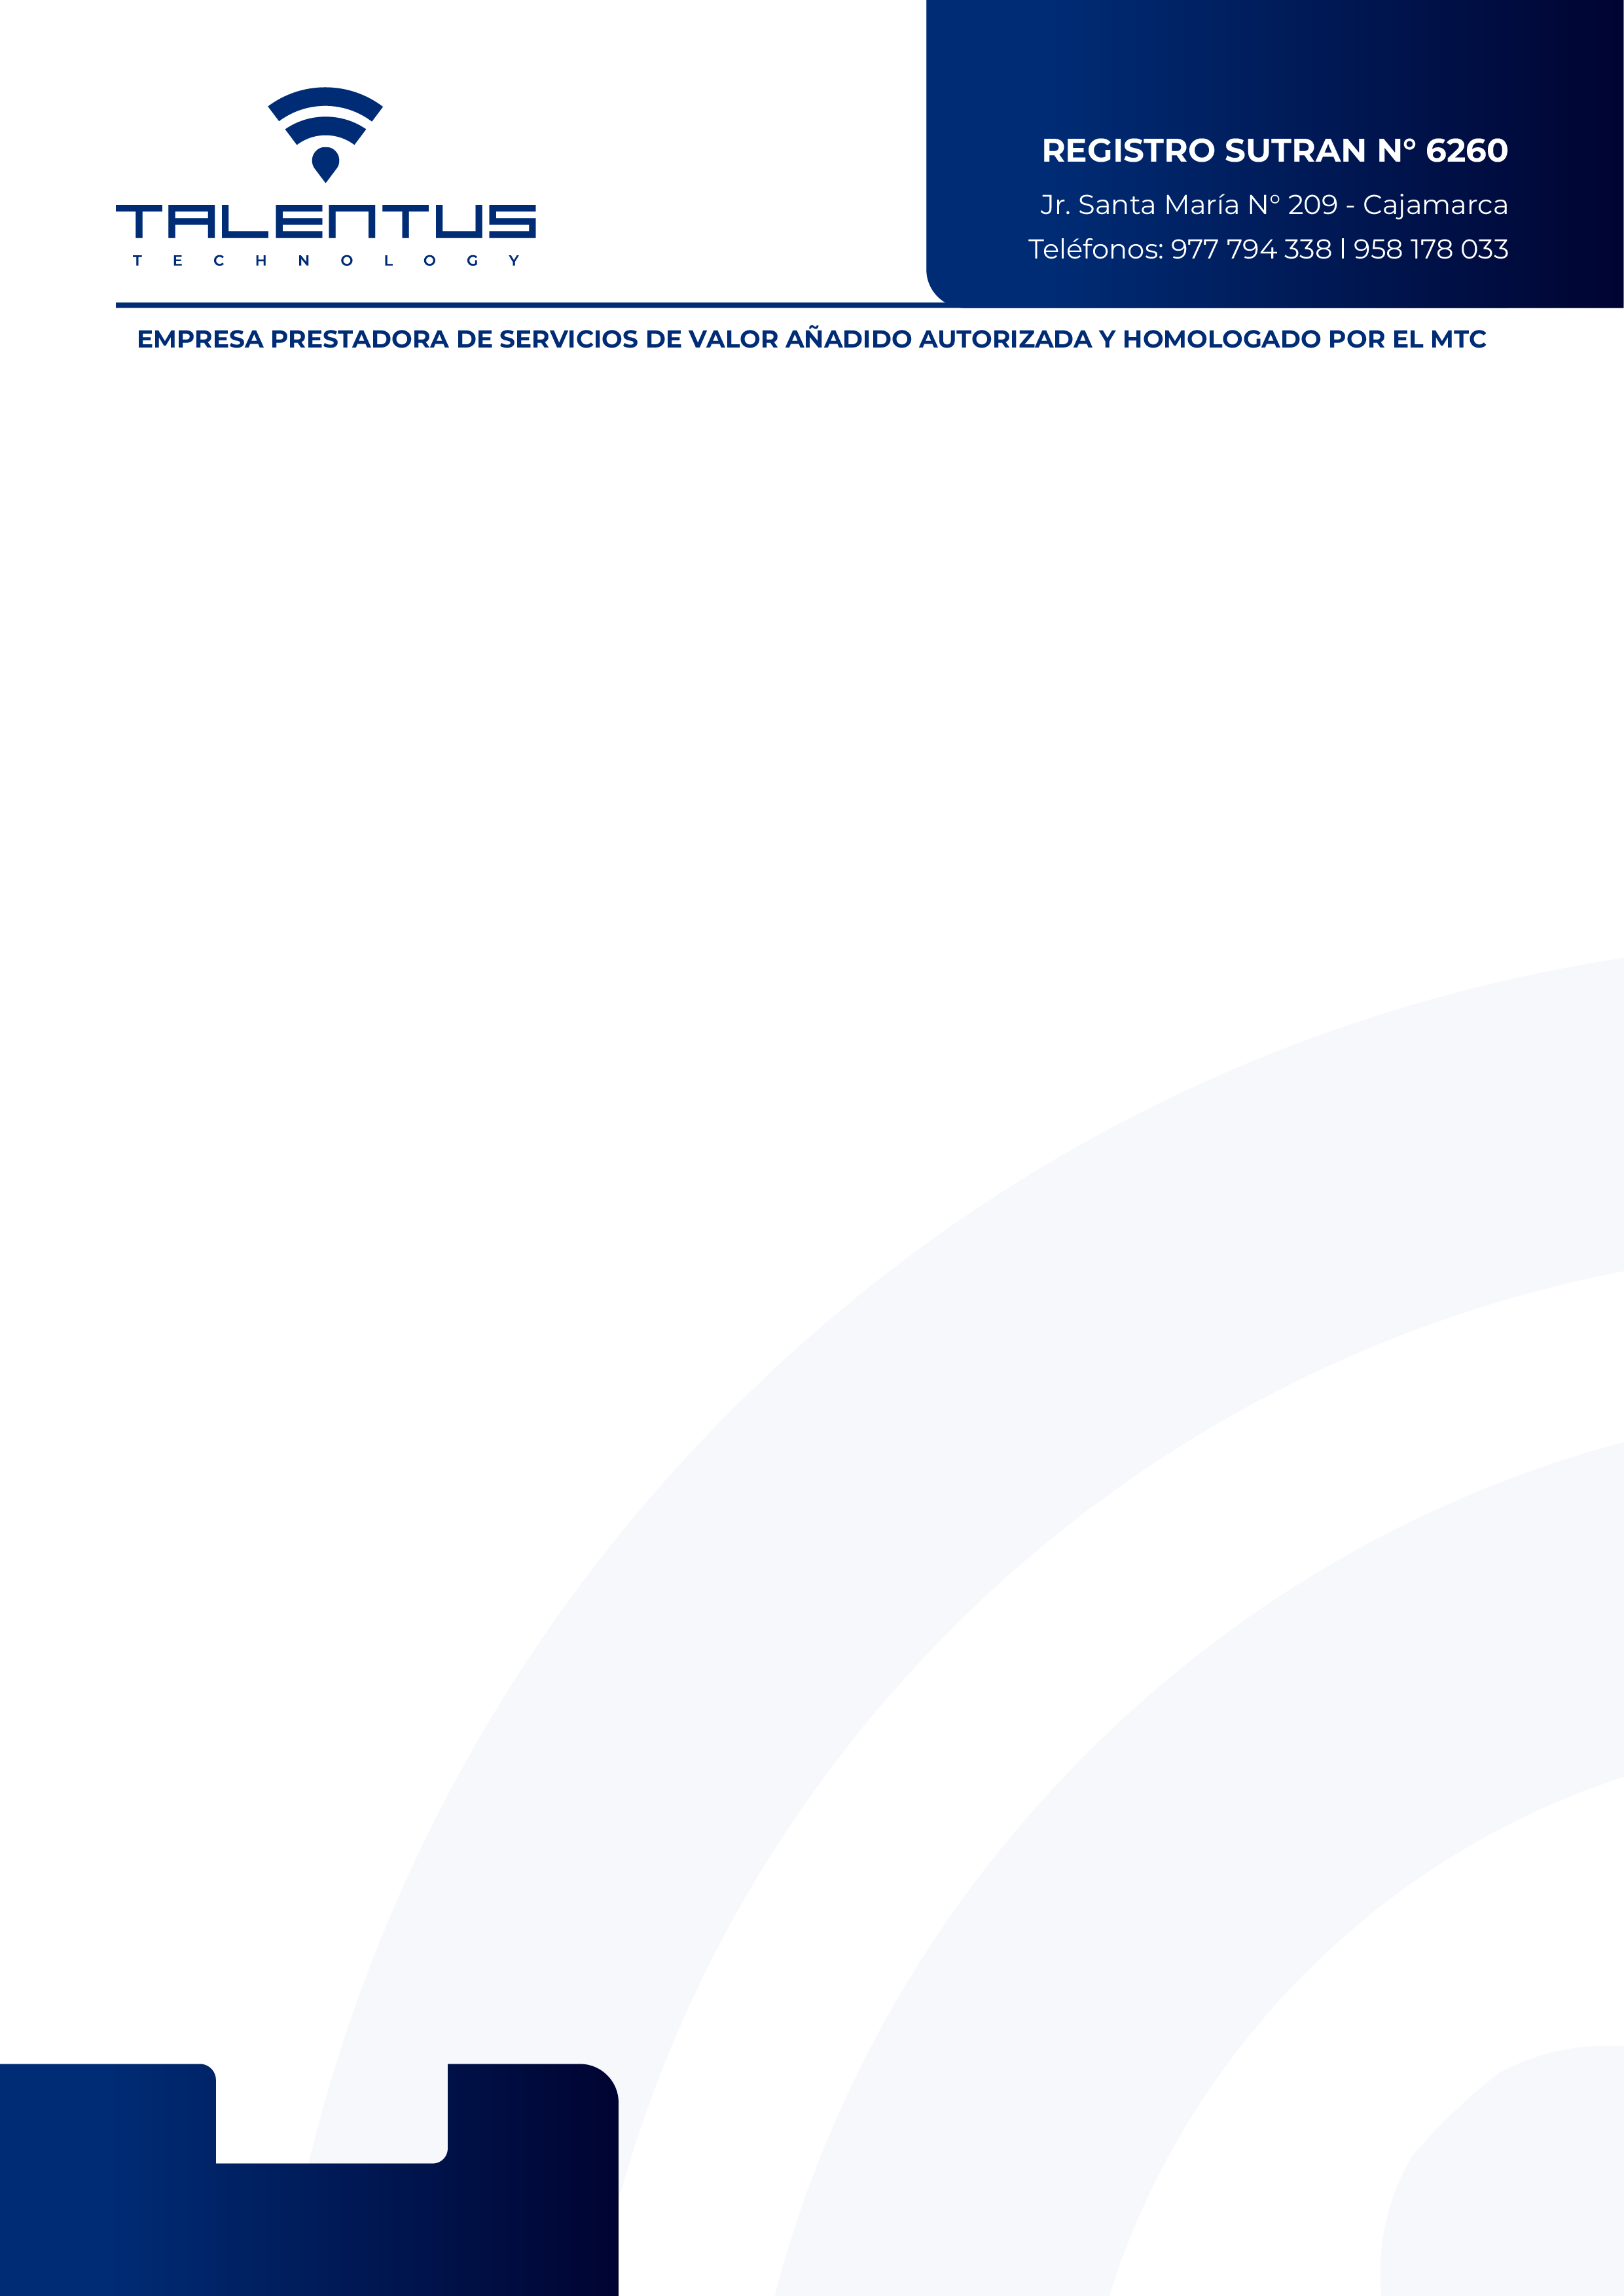 TALENTUS
TECHNOLOGY
REGISTRO SUTRAN N° 6260
Jr. Santa María N° 209 - Cajamarca
Teléfonos: 977 794 338 | 958 178 033
EMPRESA PRESTADORA DE SERVICIOS DE VALOR AÑADIDO AUTORIZADA Y HOMOLOGADO POR EL MTC